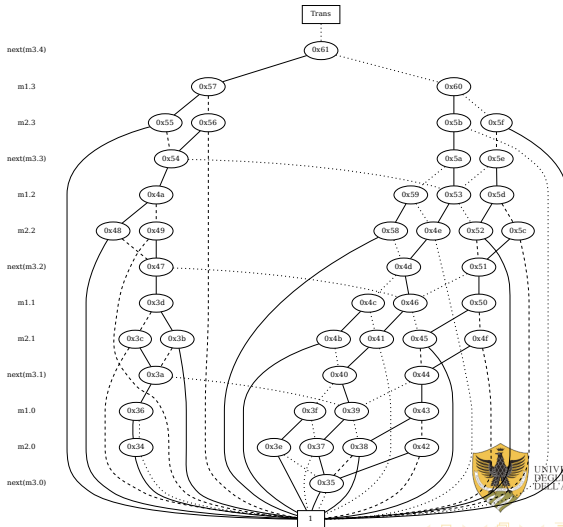 Trans
next(m3.4) 0x61
m1.3 0x57 0x60
m2.3 0x55 0x56 0x5b 0x5f
next(m3.3) 0x54 0x5a 0x5e
m1.2 0x4a 0x59 0x53 0x5d
m2.2 0x48 0x49 0x58 0x4e 0x52 0x5c
next(m3.2) 0x47 0x4d 0x51
m1.1 0x3d 0x4c 0x46 0x50
m2.1 0x3c 0x3b 0x4b 0x41 0x45 0x4f
next(m3.1) 0x3a 0x40 0x44
m1.0 0x36 0x3f 0x39 0x43
m2.0 0x34 0x3e 0x37 0x38 0x42
next(m3.0) 0x35
1
UNIV
DEGL
DELL'A